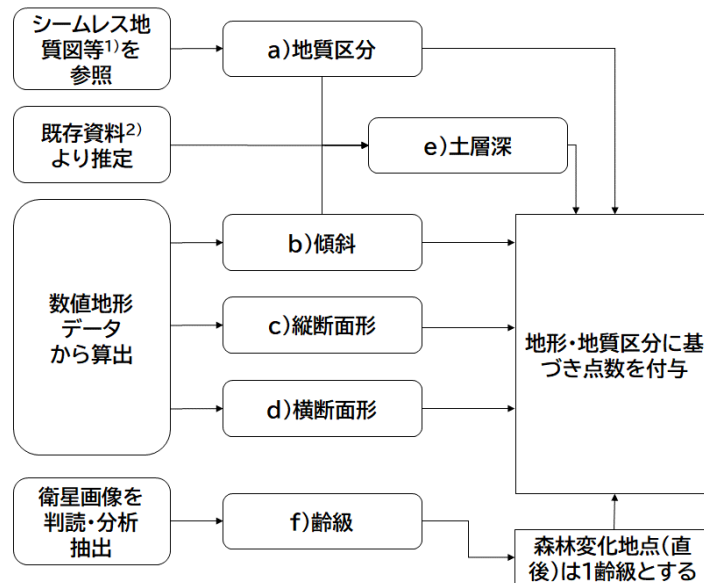 シームレス地
質図等1)を
参照
a)地質区分
既存資料2)
より推定
e)土層深
数値地形
データ
から算出
b)傾斜
c)縦断面形
d)横断面形
地形・地質区分に基
づき点数を付与
衛星画像を
判読・分析
抽出
f)齢級
森林変化地点(直
後)は1齢級とする